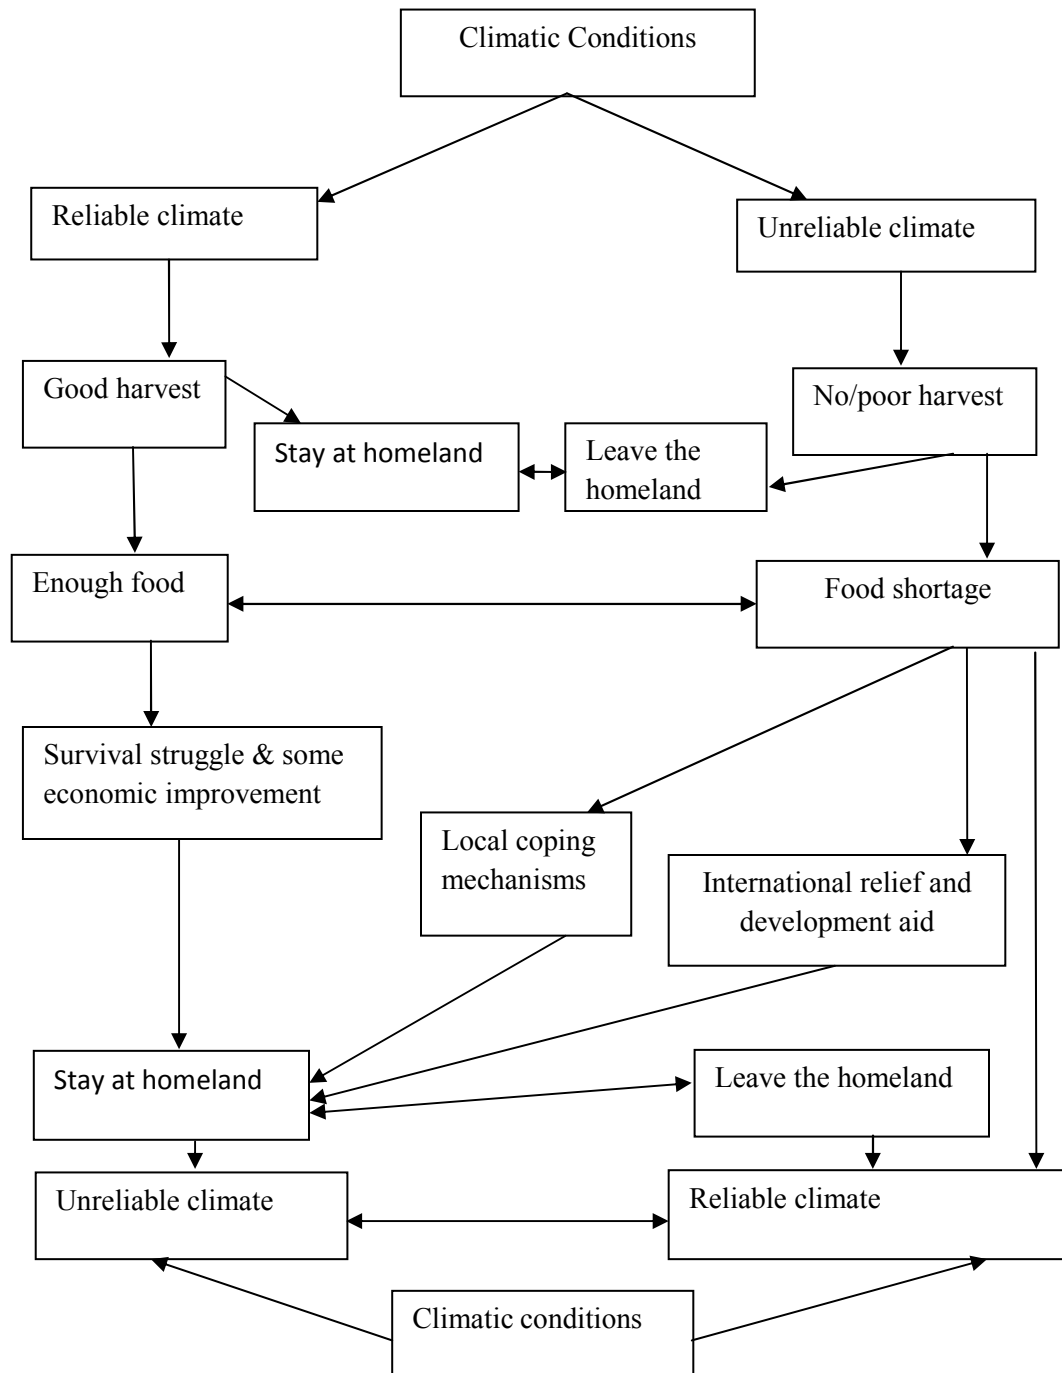 Climatic Conditions
Reliable climate
Unreliable climate
Good harvest
No/poor harvest
Stay at homeland
Leave the
homeland
Enough food
Food shortage
Survival struggle & some
economic improvement
Local coping
mechanisms
International relief and
development aid
Stay at homeland
Leave the homeland
Unreliable climate
Reliable climate
Climatic conditions